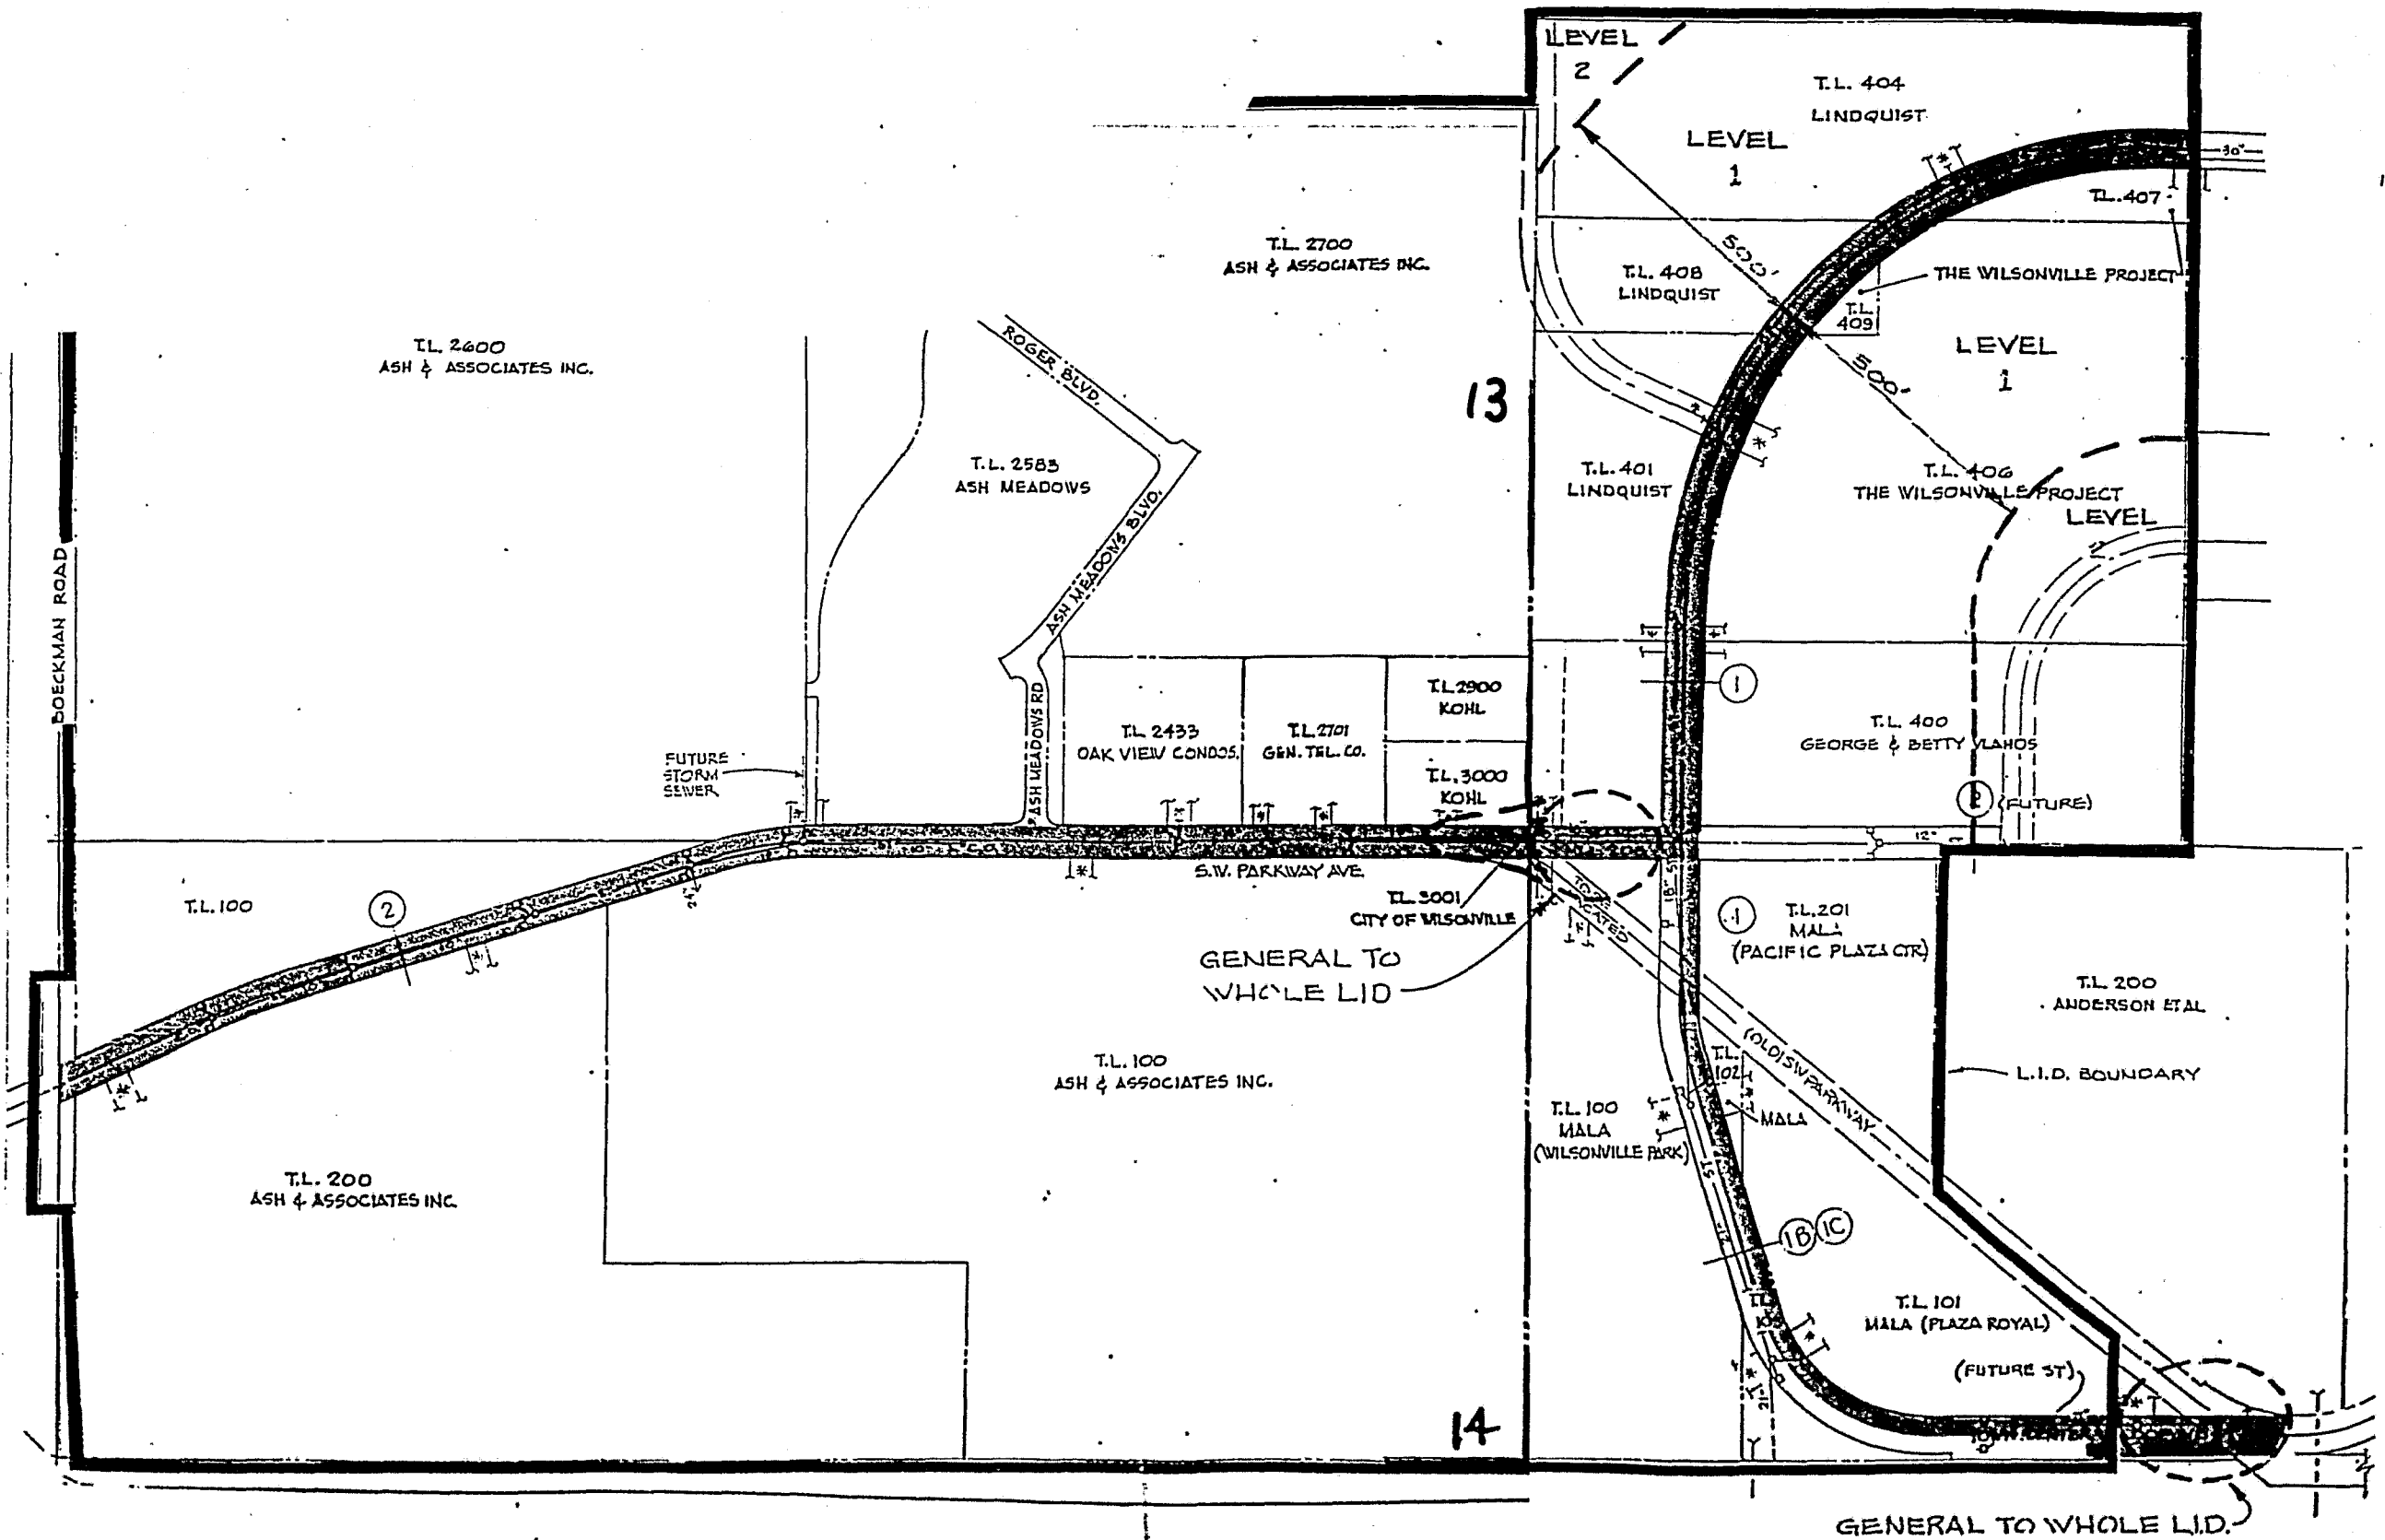 LEVEL
2
T.L. 404
LINDQUIST
LEVEL
1
30"
T.L. 407
T.L. 2700
ASH & ASSOCIATES INC.
500'
T.L. 408
LINDQUIST
THE WILSONVILLE PROJECT
T.L.
409
LEVEL
1
500'
T.L. 2600
ASH & ASSOCIATES INC.
ROGER BLVD.
13
T.L. 2583
ASH MEADOWS
ASH MEADOWS BLVD.
T.L. 401
LINDQUIST
T.L. 406
THE WILSONVILLE PROJECT
LEVEL
BOECKMAN ROAD
1
T.L. 2900
KOHL
T.L. 2433
OAK VIEW CONDOS.
T.L. 2701
GEN. TEL. CO.
T.L. 400
GEORGE & BETTY VLAHOS
FUTURE
STORM
SEWER
ASH MEADOWS RD
T.L. 3000
KOHL
(FUTURE)
12"
S.W. PARKWAY AVE.
T.L. 100
2
24"
T.L. 3001
CITY OF WILSONVILLE
TO BE
VACATED
18" ST
1
T.L. 201
MALA
(PACIFIC PLAZA CTR)
GENERAL TO
WHOLE LID
T.L. 200
ANDERSON ET AL
T.L. 100
ASH & ASSOCIATES INC.
T.L.
102
(OLD) SW PARKWAY
L.I.D. BOUNDARY
T.L. 100
MALA
(WILSONVILLE PARK)
MALA
T.L. 200
ASH & ASSOCIATES INC.
1B
1C
T.L. 101
MALA (PLAZA ROYAL)
(FUTURE ST)
14
GENERAL TO WHOLE L.I.D.